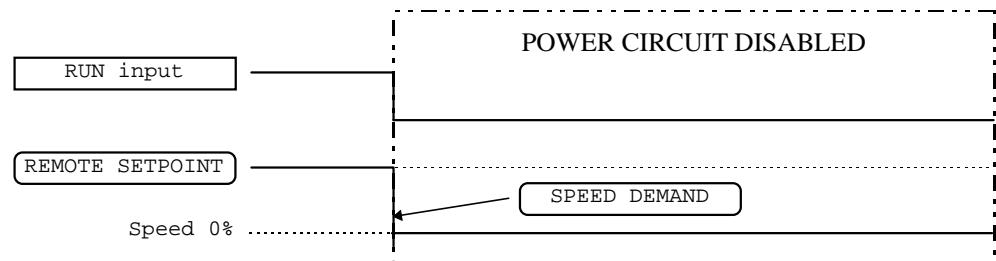 POWER CIRCUIT DISABLED
RUN input
REMOTE SETPOINT
SPEED DEMAND
Speed 0%